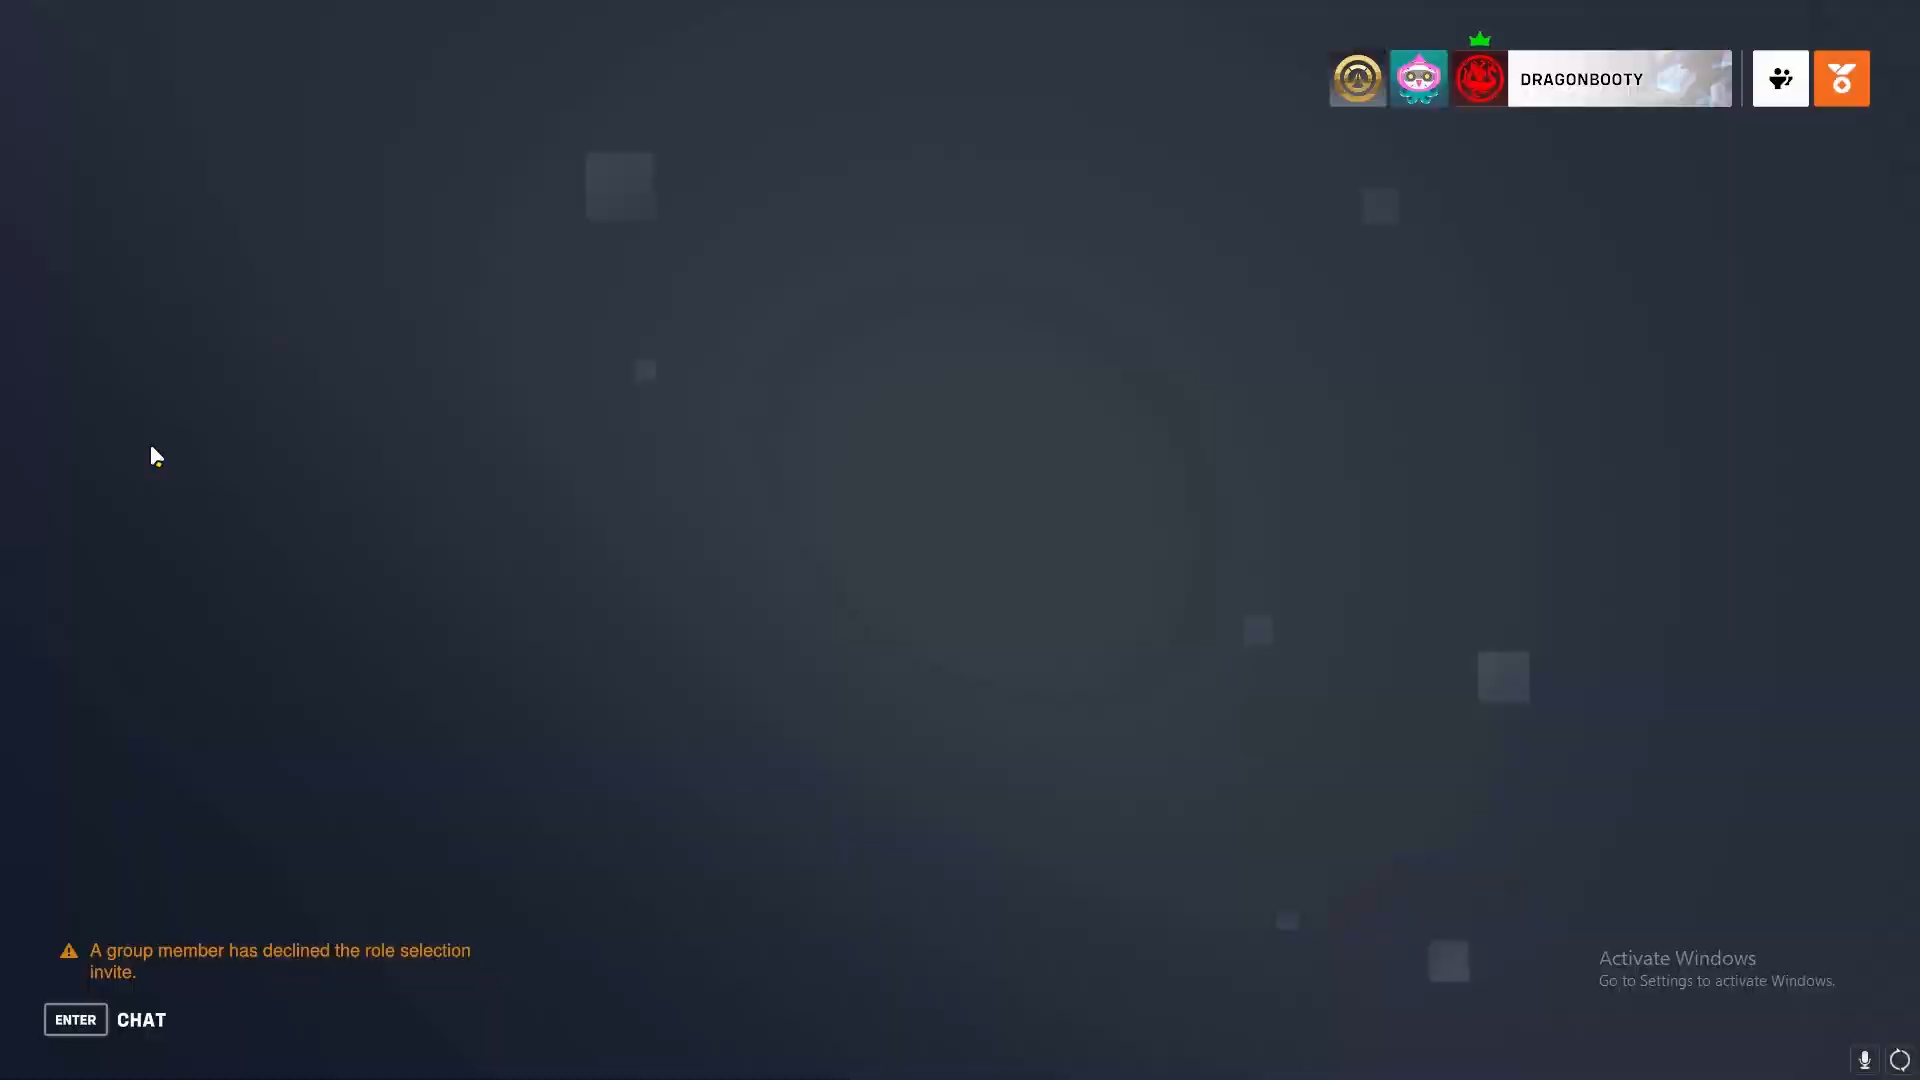 DRAGONBOOTY
A group member has declined the role selection
invite.
ENTER CHAT
Activate Windows
Go to Settings to activate Windows.